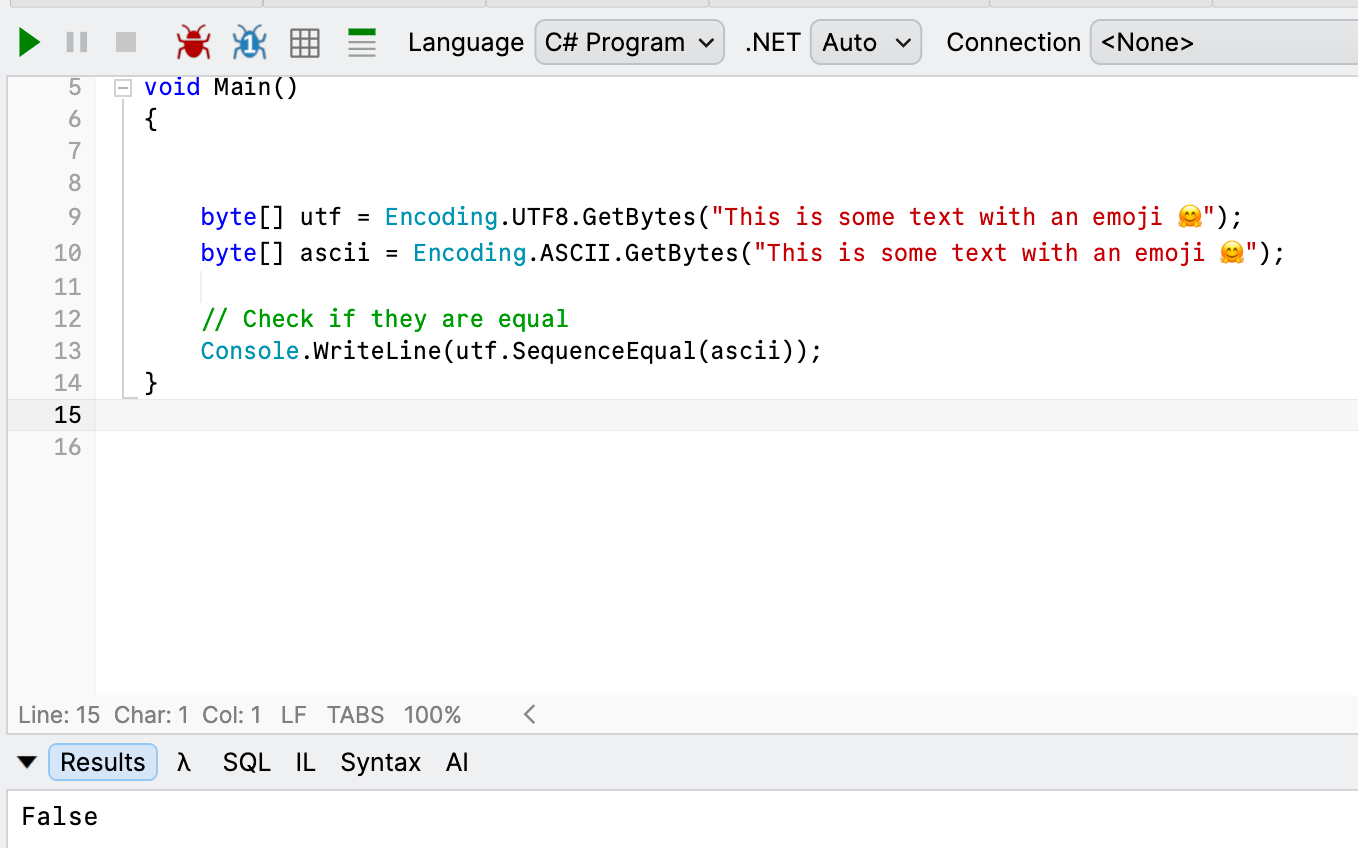 Language C# Program .NET Auto Connection <None>
5 void Main()
6 {
7
8
9 byte[] utf = Encoding.UTF8.GetBytes("This is some text with an emoji 🤗");
10 byte[] ascii = Encoding.ASCII.GetBytes("This is some text with an emoji 🤗");
11
12 // Check if they are equal
13 Console.WriteLine(utf.SequenceEqual(ascii));
14 }
15
16
Line: 15 Char: 1 Col: 1 LF TABS 100%
Results λ SQL IL Syntax AI
False